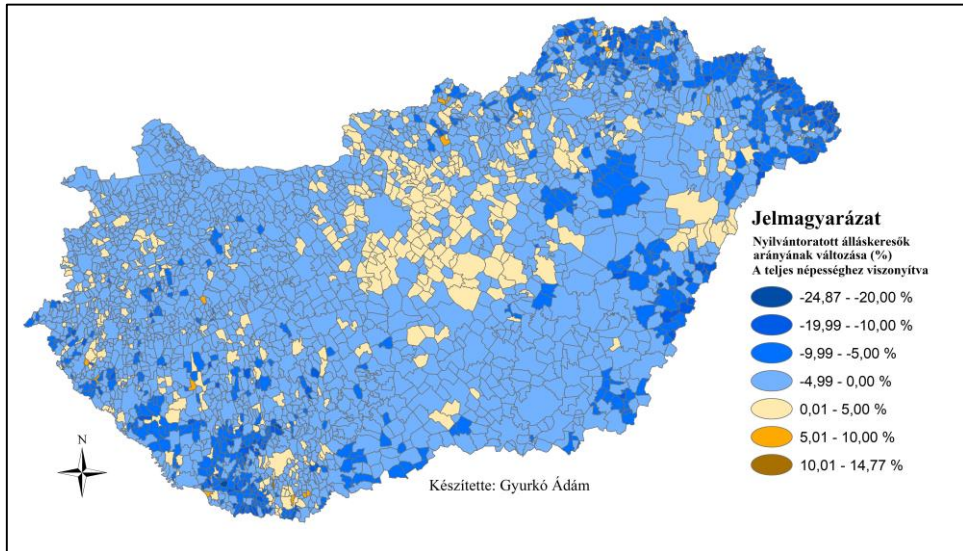 Jelmagyarázat
Nyilvántoratott álláskeresők
arányának változása (%)
A teljes népességhez viszonyítva
-24,87 - -20,00 %
-19,99 - -10,00 %
-9,99 - -5,00 %
-4,99 - 0,00 %
0,01 - 5,00 %
5,01 - 10,00 %
10,01 - 14,77 %
N
Készítette: Gyurkó Ádám